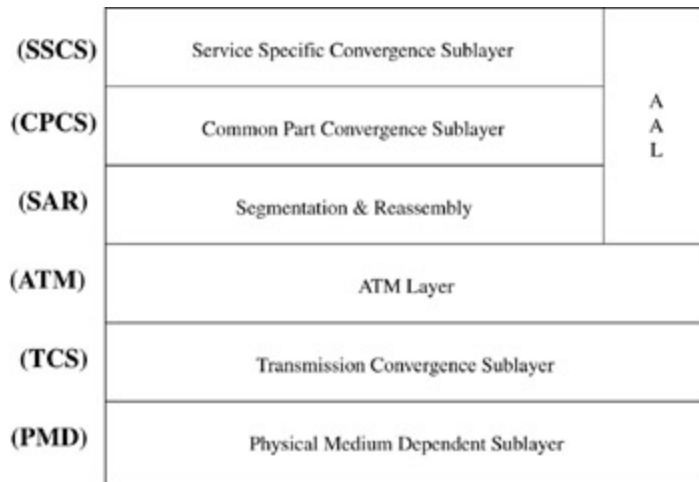 (SSCS) Service Specific Convergence Sublayer
(CPCS) Common Part Convergence Sublayer
A
A
L
(SAR) Segmentation & Reassembly
(ATM) ATM Layer
(TCS) Transmission Convergence Sublayer
(PMD) Physical Medium Dependent Sublayer